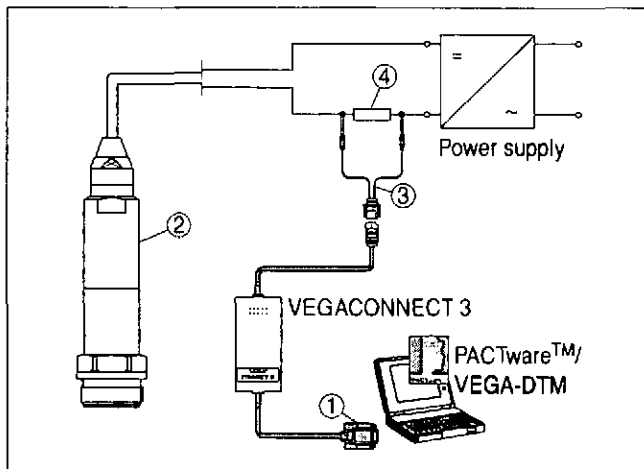 ④
=
~
Power supply
③
②
VEGACONNECT 3
PACTware™/
VEGA-DTM
①